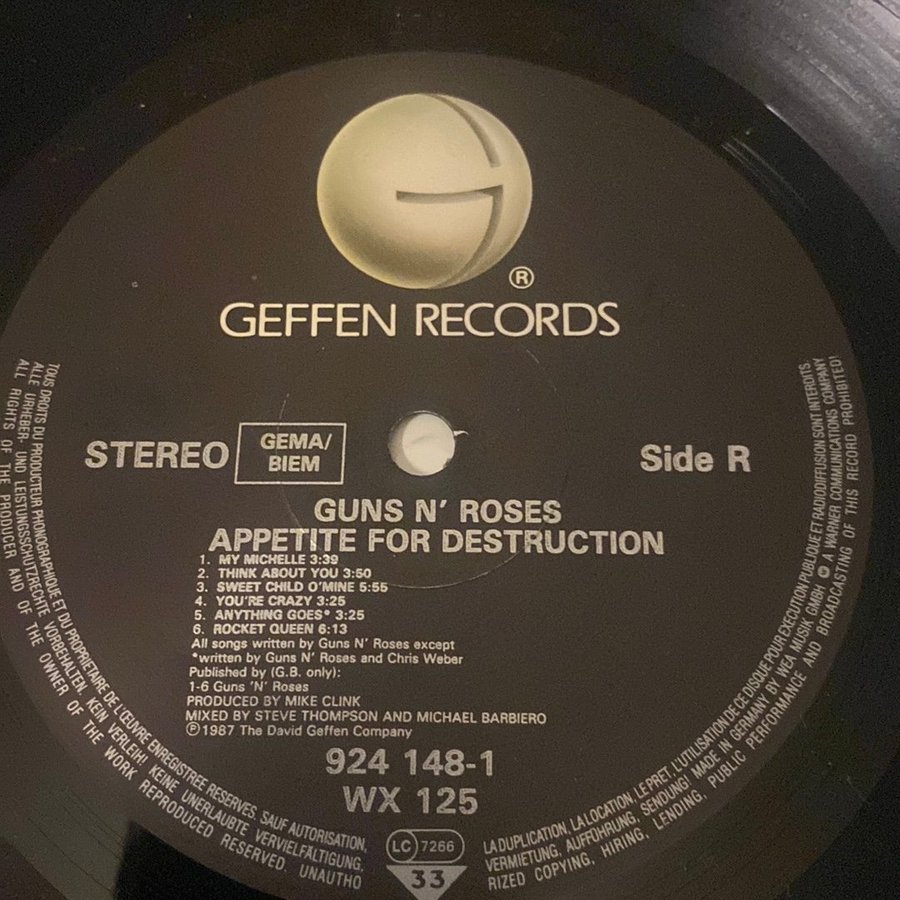 ®
GEFFEN RECORDS
STEREO
GEMA/
BIEM
Side R
GUNS N' ROSES
APPETITE FOR DESTRUCTION
1. MY MICHELLE 3:39
2. THINK ABOUT YOU 3:50
3. SWEET CHILD O'MINE 5:55
4. YOU'RE CRAZY 3:25
5. ANYTHING GOES* 3:25
6. ROCKET QUEEN 6:13
All songs written by Guns N' Roses except
*written by Guns N' Roses and Chris Weber
Published by (G.B. only):
1-6 Guns 'N' Roses
PRODUCED BY MIKE CLINK
MIXED BY STEVE THOMPSON AND MICHAEL BARBIERO
℗1987 The David Geffen Company
924 148-1
WX 125
LC 7266
33
TOUS DROITS DU PRODUCTEUR PHONOGRAPHIQUE ET DU PROPRIETAIRE DE L'ŒUVRE ENREGISTREE RESERVES. SAUF AUTORISATION,
LA DUPLICATION, LA LOCATION, LE PRET, L'UTILISATION DE CE DISQUE POUR EXECUTION PUBLIQUE ET RADIODIFFUSION SONT INTERDITS
ALLE URHEBER- UND LEISTUNGSSCHUTZRECHTE VORBEHALTEN. KEIN VERLEIH! KEINE UNERLAUBTE VERVIELFÄLTIGUNG,
VERMIETUNG, AUFFÜHRUNG, SENDUNG! MADE IN GERMANY BY WEA MUSIK GMBH A WARNER COMMUNICATIONS COMPANY
ALL RIGHTS OF THE PRODUCER AND OF THE OWNER OF THE WORK REPRODUCED RESERVED. UNAUTHO
RIZED COPYING, HIRING, LENDING, PUBLIC PERFORMANCE AND BROADCASTING OF THIS RECORD PROHIBITED!